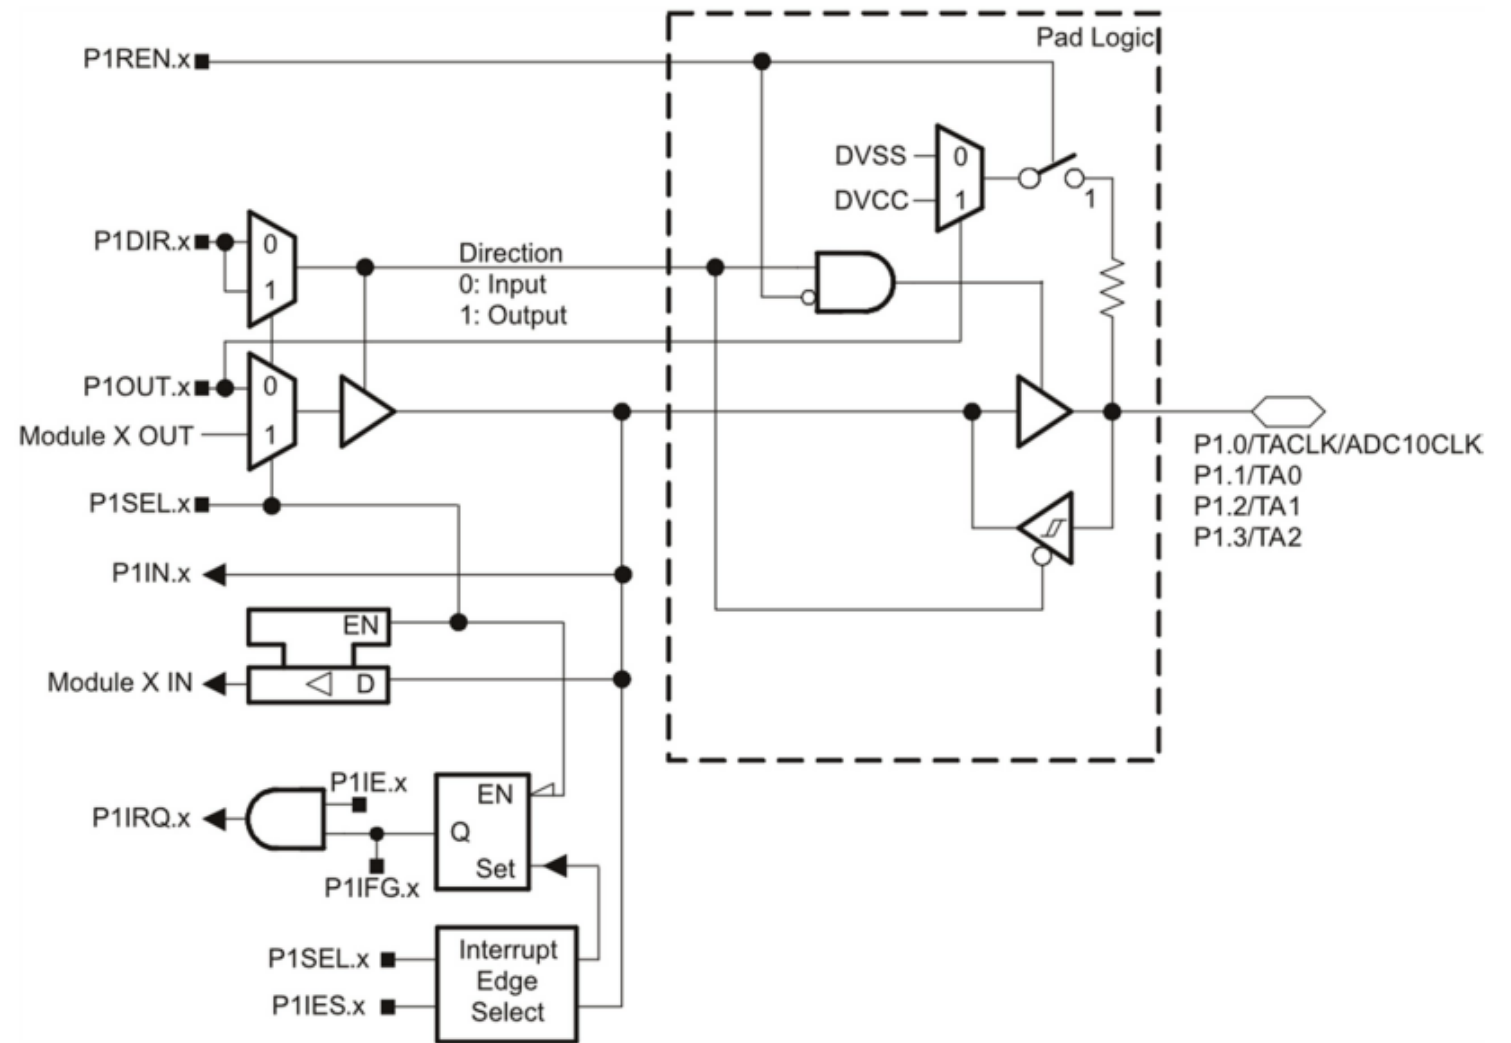 Pad Logic
P1REN.x
DVSS
0
DVCC
1
1
P1DIR.x
0
1
Direction
0: Input
1: Output
P1OUT.x
0
Module X OUT
1
P1.0/TACLK/ADC10CLK
P1.1/TA0
P1.2/TA1
P1.3/TA2
P1SEL.x
P1IN.x
EN
Module X IN
D
P1IE.x
EN
P1IRQ.x
Q
Set
P1IFG.x
P1SEL.x
Interrupt
Edge
Select
P1IES.x